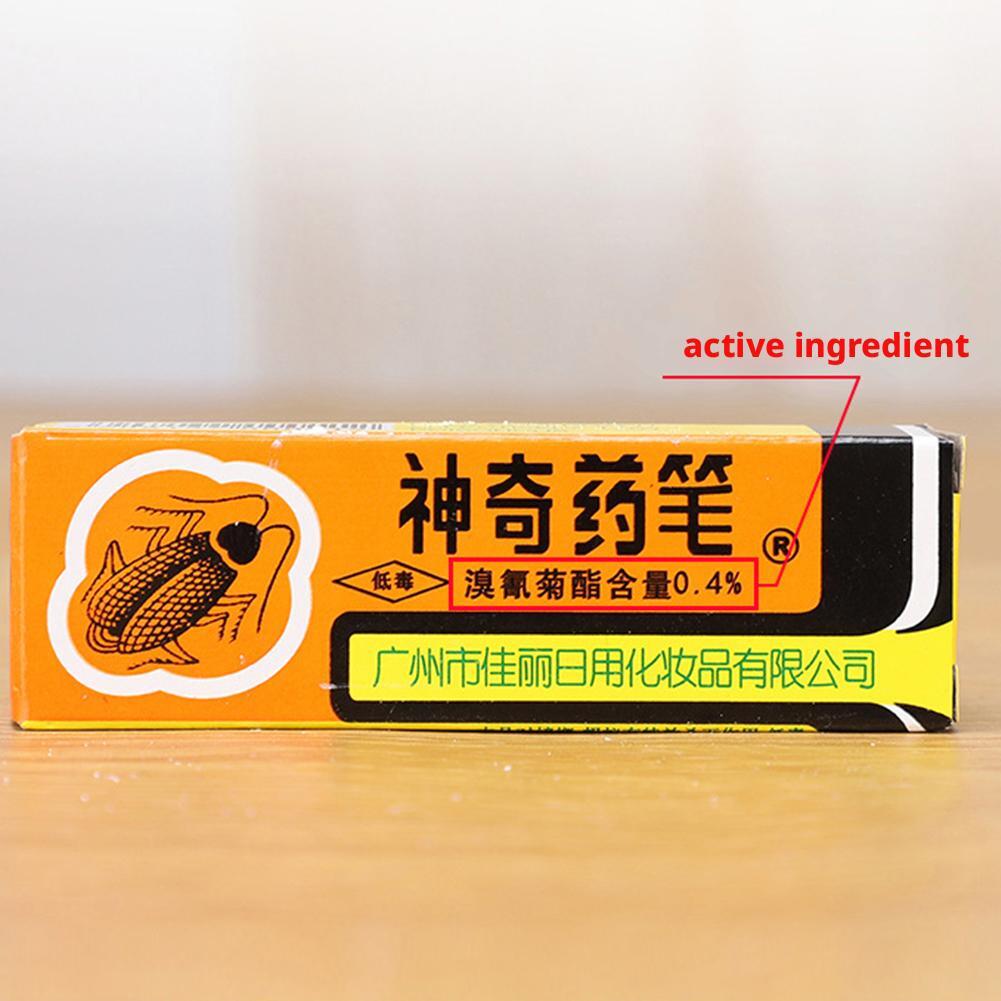 active ingredient
神奇药笔®
低毒
溴氰菊酯含量0.4%
广州市佳丽日用化妆品有限公司